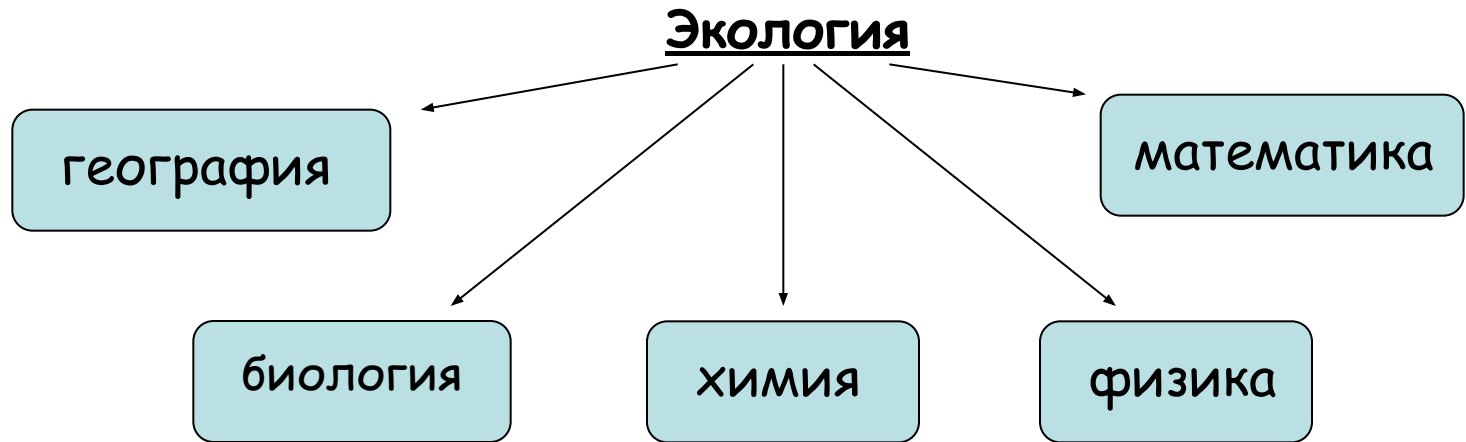 Экология
география
математика
биология
химия
физика